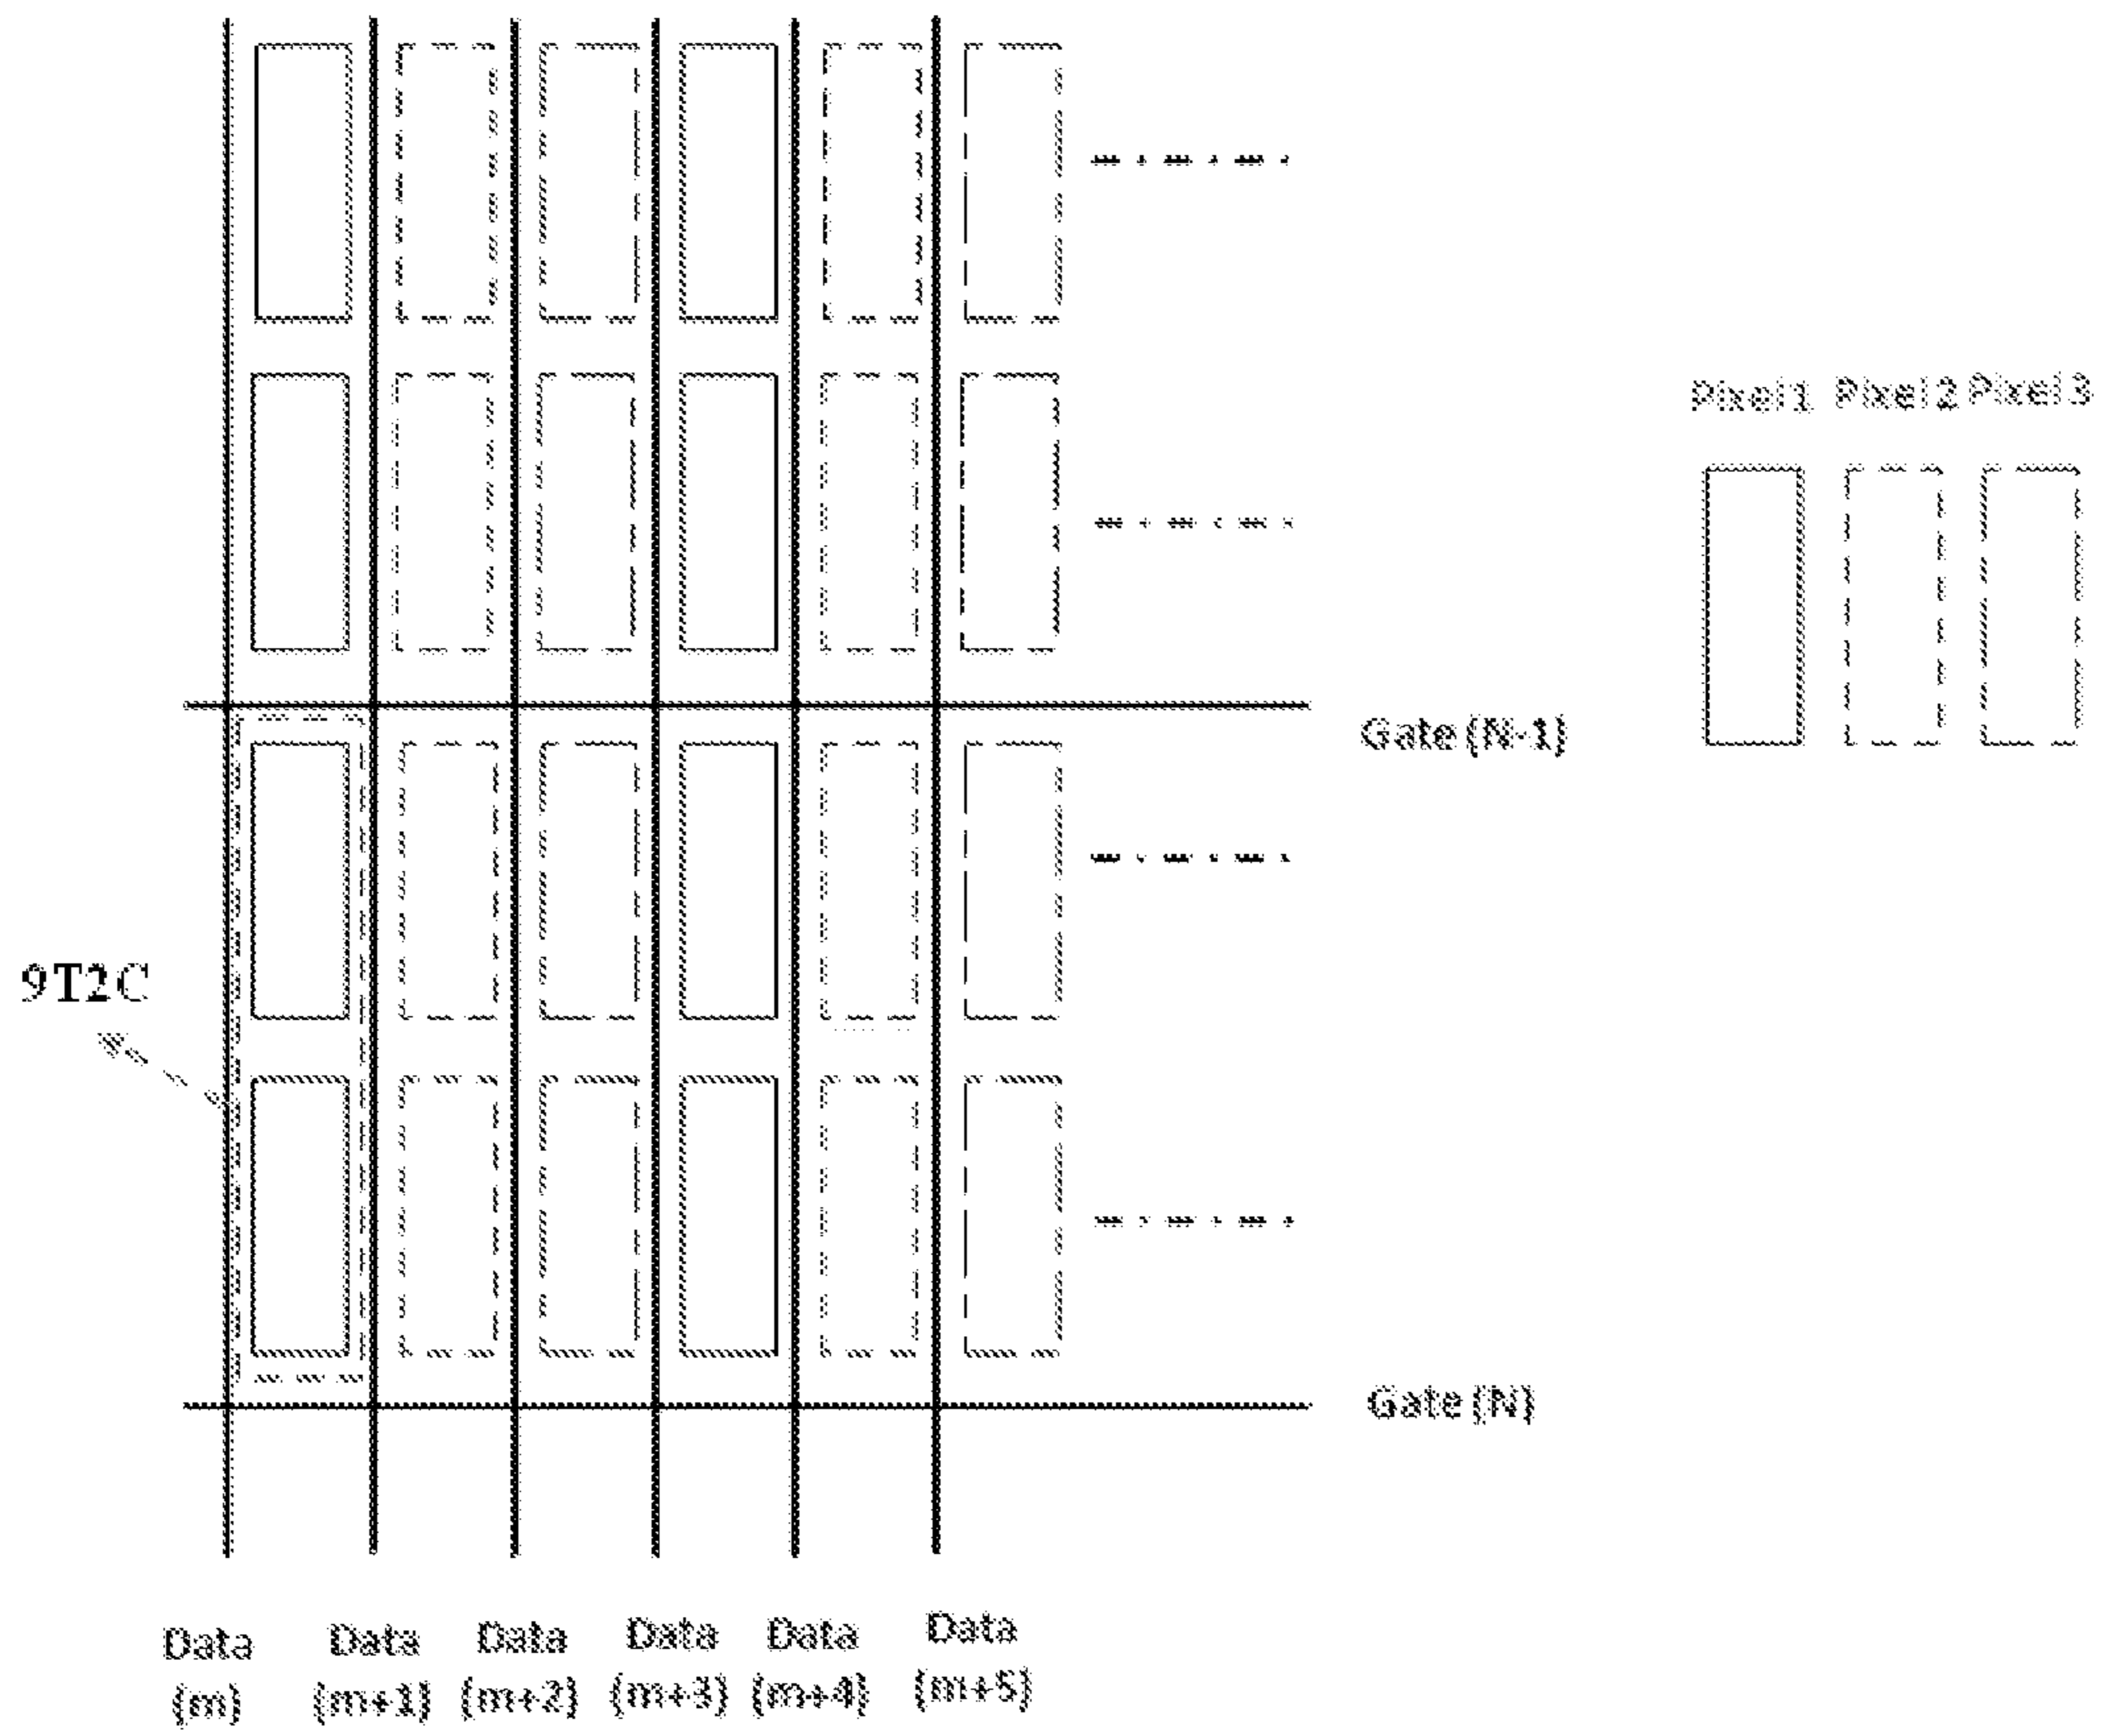 Pixel 1 Pixel 2 Pixel 3
Gate (N-1)
9T2C
Gate (N)
Data (m)
Data (m+1)
Data (m+2)
Data (m+3)
Data (m+4)
Data (m+5)